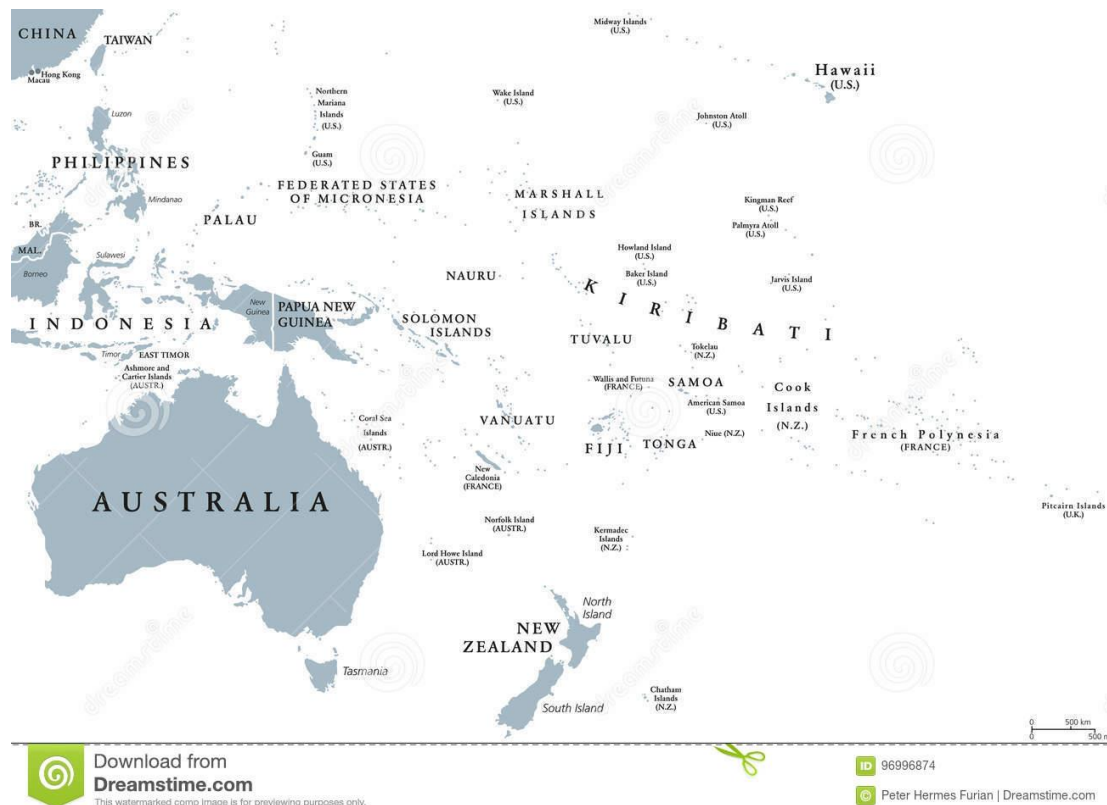 Midway Islands
(U.S.)
CHINA
TAIWAN
Hong Kong
Macau
Hawaii
(U.S.)
Northern
Mariana
Islands
(U.S.)
Wake Island
(U.S.)
Luzon
Johnston Atoll
(U.S.)
Guam
(U.S.)
PHILIPPINES
FEDERATED STATES
OF MICRONESIA
MARSHALL
ISLANDS
Mindanao
Kingman Reef
(U.S.)
PALAU
BR.
Palmyra Atoll
(U.S.)
MAL.
Sulawesi
Borneo
Howland Island
(U.S.)
NAURU
Baker Island
(U.S.)
Jarvis Island
(U.S.)
KIRIBATI
New
Guinea
PAPUA NEW
GUINEA
INDONESIA
SOLOMON
ISLANDS
TUVALU
Tokelau
(N.Z.)
Timor
EAST TIMOR
Ashmore and
Cartier Islands
(AUSTR.)
Wallis and Futuna
(FRANCE)
SAMOA
Cook
Islands
(N.Z.)
American Samoa
(U.S.)
Coral Sea
Islands
(AUSTR.)
VANUATU
Niue (N.Z.)
FIJI
TONGA
French Polynesia
(FRANCE)
New
Caledonia
(FRANCE)
AUSTRALIA
Pitcairn Islands
(U.K.)
Norfolk Island
(AUSTR.)
Kermadec
Islands
(N.Z.)
Lord Howe Island
(AUSTR.)
North
Island
NEW
ZEALAND
Tasmania
South Island
Chatham
Islands
(N.Z.)
0 500 km
0 500 m
Download from
Dreamstime.com
This watermarked comp image is for previewing purposes only.
ID 96996874
© Peter Hermes Furian | Dreamstime.com